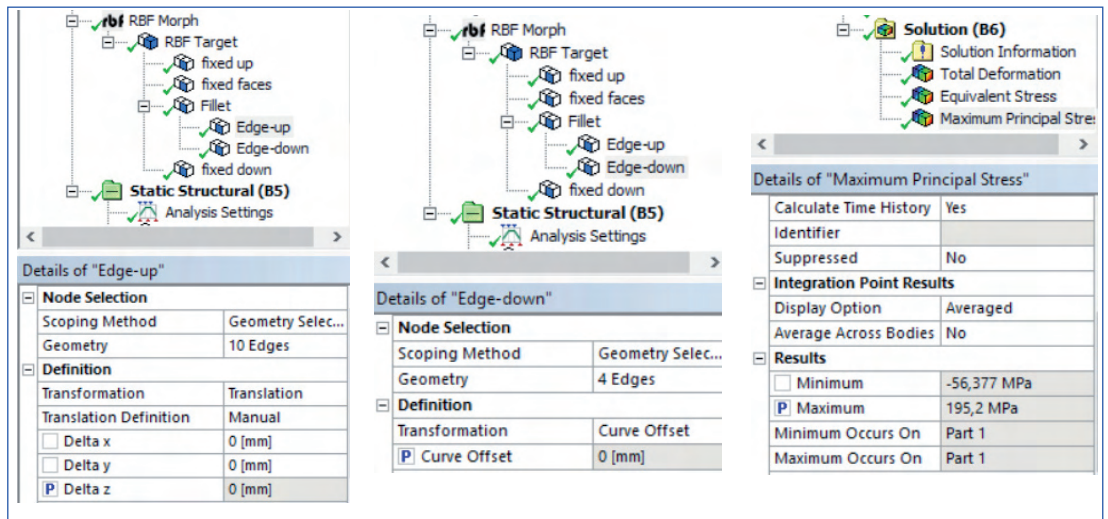 rbf RBF Morph
RBF Target
fixed up
fixed faces
Fillet
Edge-up
Edge-down
fixed down
Static Structural (B5)
Analysis Settings
Details of "Edge-up"
Node Selection
Scoping Method Geometry Selec...
Geometry 10 Edges
Definition
Transformation Translation
Translation Definition Manual
Delta x 0 [mm]
Delta y 0 [mm]
P Delta z 0 [mm]
rbf RBF Morph
RBF Target
fixed up
fixed faces
Fillet
Edge-up
Edge-down
fixed down
Static Structural (B5)
Analysis Settings
Details of "Edge-down"
Node Selection
Scoping Method Geometry Selec...
Geometry 4 Edges
Definition
Transformation Curve Offset
P Curve Offset 0 [mm]
Solution (B6)
Solution Information
Total Deformation
Equivalent Stress
Maximum Principal Stre
Details of "Maximum Principal Stress"
Calculate Time History Yes
Identifier
Suppressed No
Integration Point Results
Display Option Averaged
Average Across Bodies No
Results
Minimum -56,377 MPa
P Maximum 195,2 MPa
Minimum Occurs On Part 1
Maximum Occurs On Part 1